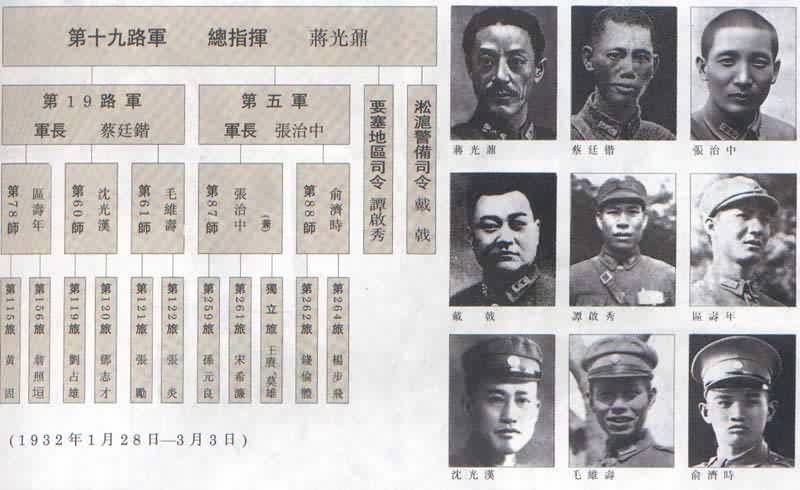 第十九路軍 總指揮 蔣光鼐
第19路軍
軍長 蔡廷鍇
第五軍
軍長 張治中
要塞地區司令 譚啟秀
淞滬警備司令 戴戟
第78師 區壽年
第60師 沈光漢
第61師 毛維壽
第87師 張治中 (兼)
第88師 俞濟時
第115旅 黃固
第156旅 翁照垣
第119旅 劉占雄
第120旅 鄧志才
第121旅 張勵
第122旅 張炎
第259旅 孫元良
第261旅 宋希濂
獨立旅 王賡 莫雄
第262旅 錢倫體
第264旅 楊步飛
(1932年1月28日—3月3日)
蔣光鼐
蔡廷鍇
張治中
戴戟
譚啟秀
區壽年
沈光漢
毛維壽
俞濟時